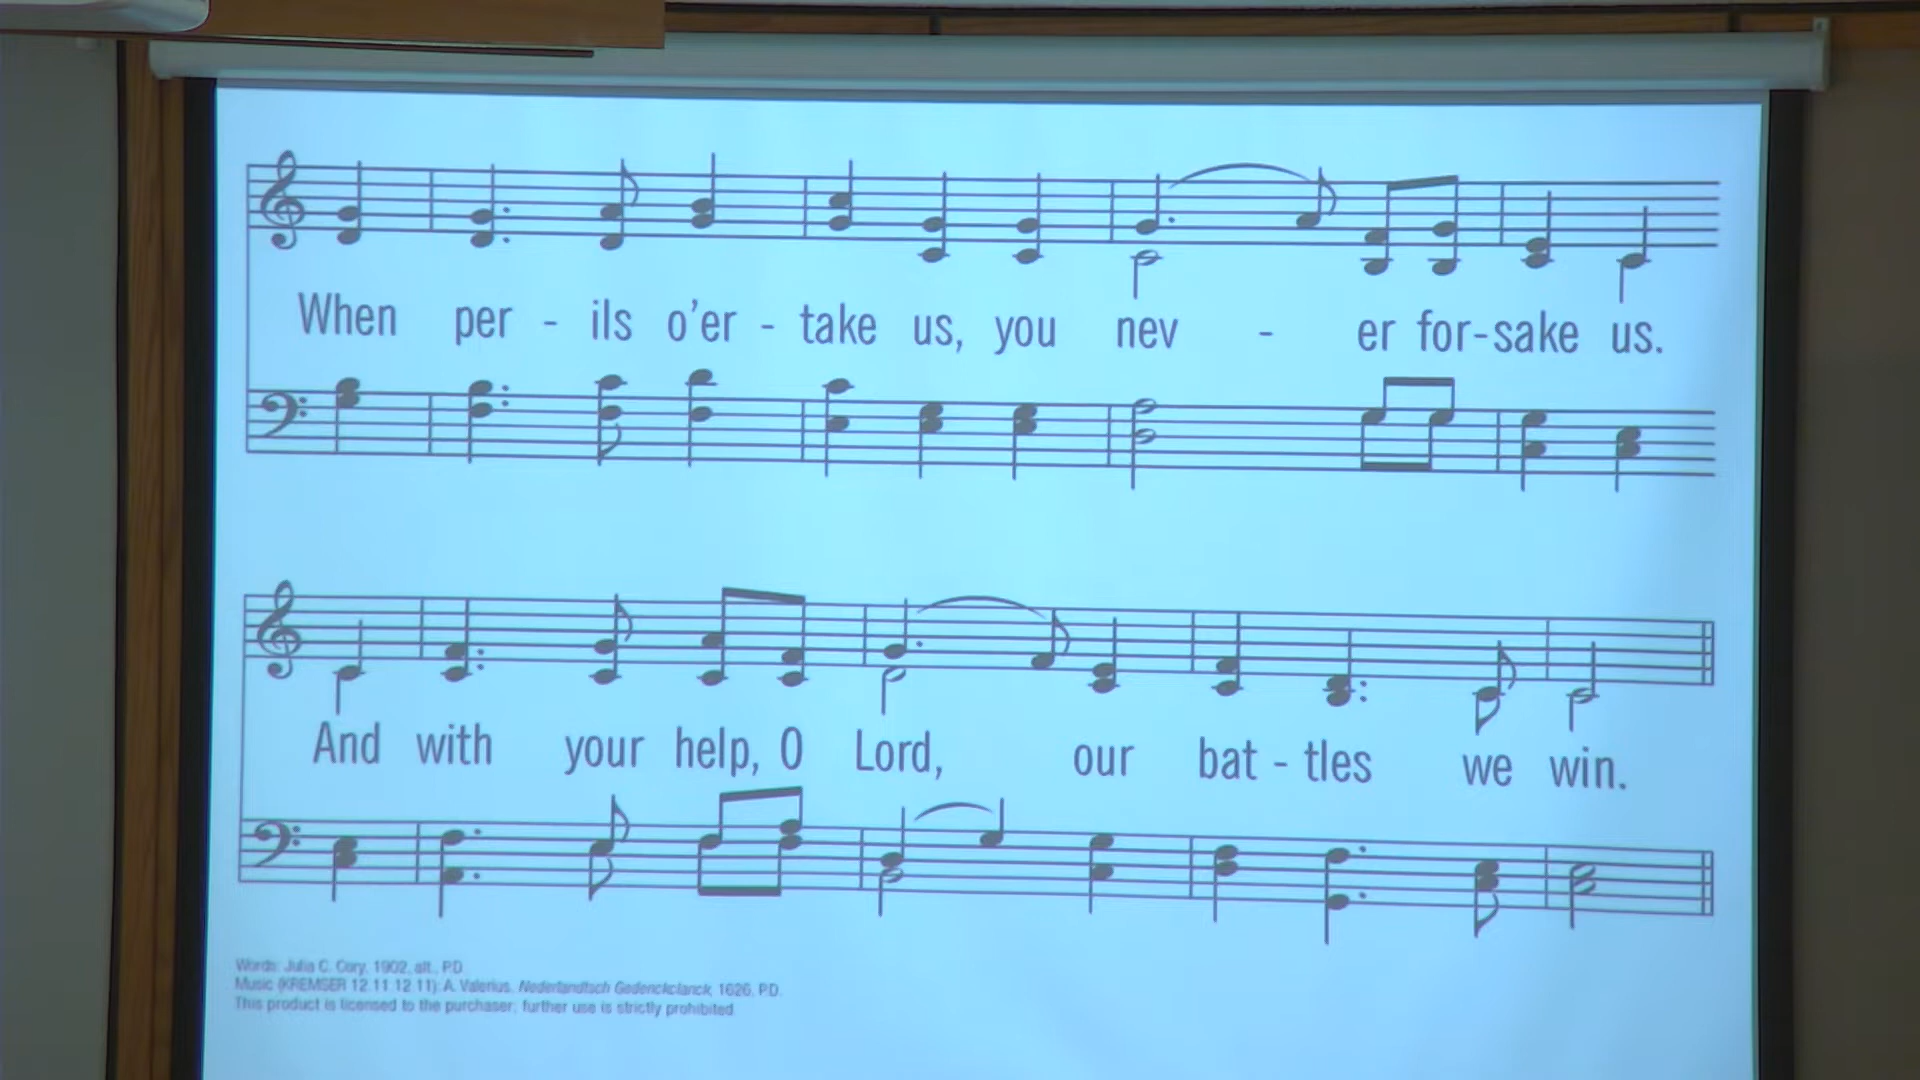 When per - ils o'er - take us, you nev - er for-sake us.
And with your help, O Lord, our bat - tles we win.
Words: Julia C. Cory, 1902, alt., P.D.
Music (KREMSER 12 11 12 11): A. Valerius, Nederlandtsch Gedenckclanck, 1626, P.D.
This product is licensed to the purchaser; further use is strictly prohibited.